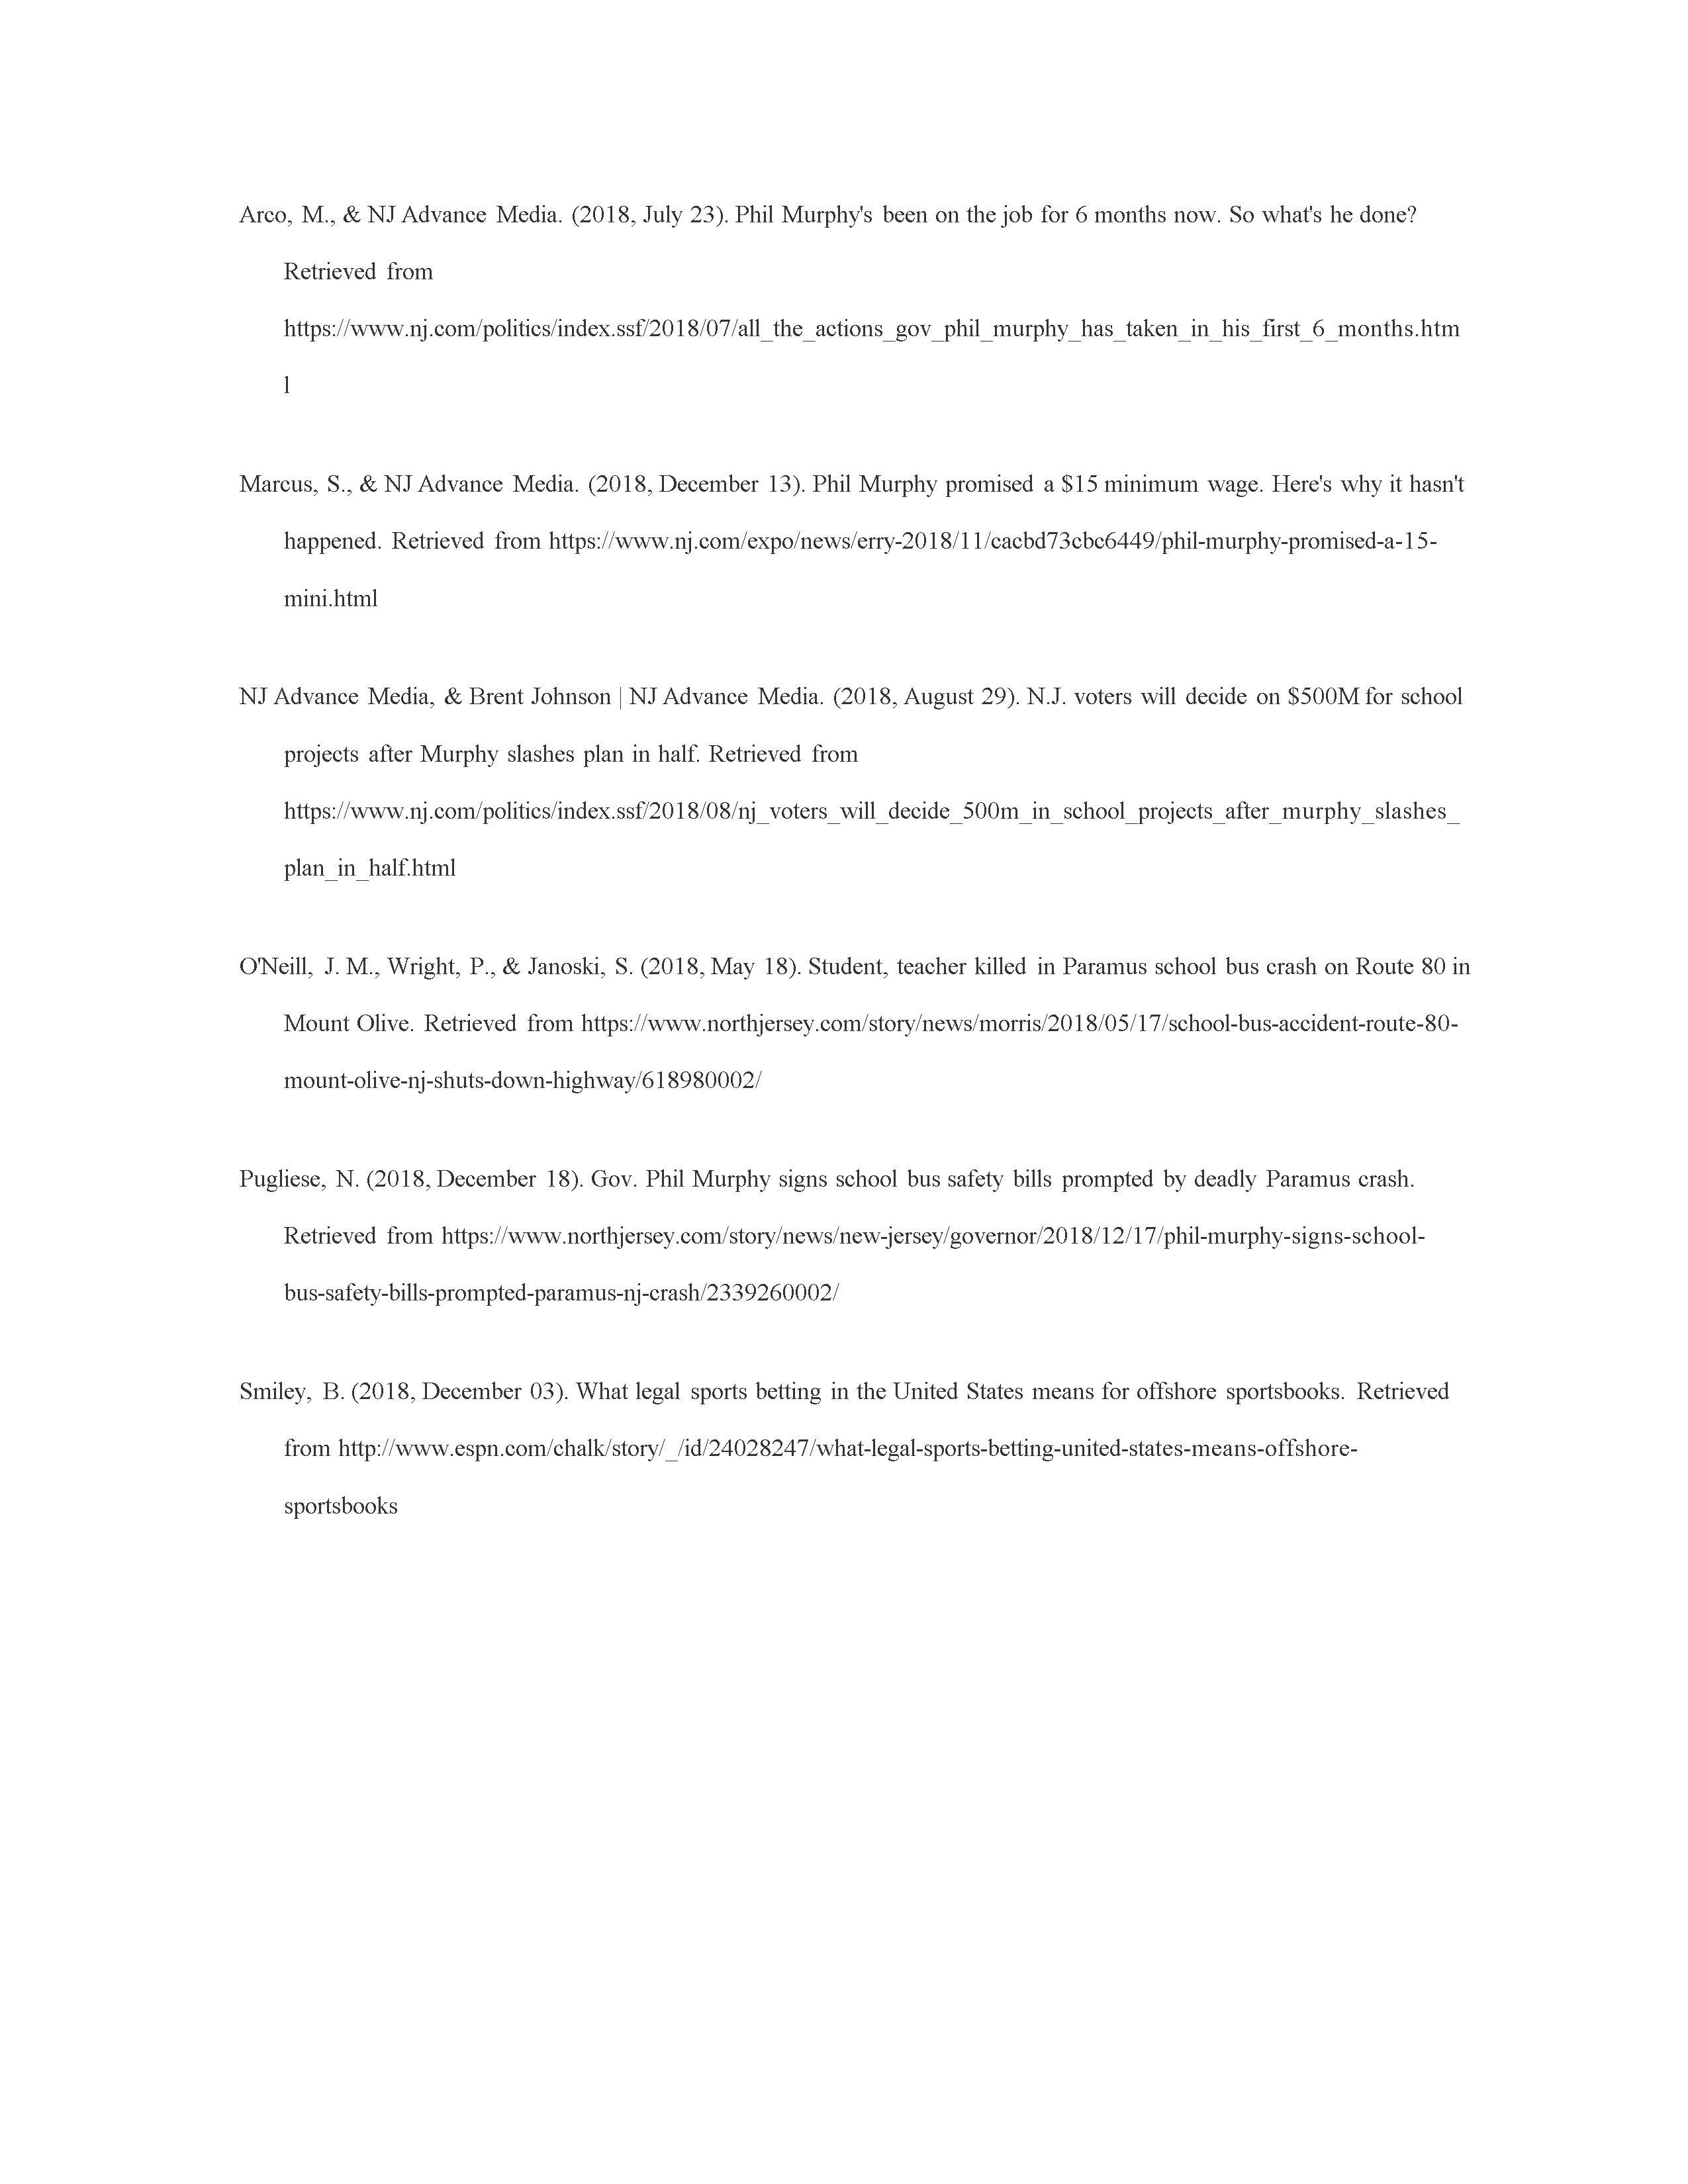 Arco, M., & NJ Advance Media. (2018, July 23). Phil Murphy's been on the job for 6 months now. So what's he done?
Retrieved from
https://www.nj.com/politics/index.ssf/2018/07/all_the_actions_gov_phil_murphy_has_taken_in_his_first_6_months.htm
l
Marcus, S., & NJ Advance Media. (2018, December 13). Phil Murphy promised a $15 minimum wage. Here's why it hasn't
happened. Retrieved from https://www.nj.com/expo/news/erry-2018/11/cacbd73cbc6449/phil-murphy-promised-a-15-
mini.html
NJ Advance Media, & Brent Johnson | NJ Advance Media. (2018, August 29). N.J. voters will decide on $500M for school
projects after Murphy slashes plan in half. Retrieved from
https://www.nj.com/politics/index.ssf/2018/08/nj_voters_will_decide_500m_in_school_projects_after_murphy_slashes_
plan_in_half.html
O'Neill, J. M., Wright, P., & Janoski, S. (2018, May 18). Student, teacher killed in Paramus school bus crash on Route 80 in
Mount Olive. Retrieved from https://www.northjersey.com/story/news/morris/2018/05/17/school-bus-accident-route-80-
mount-olive-nj-shuts-down-highway/618980002/
Pugliese, N. (2018, December 18). Gov. Phil Murphy signs school bus safety bills prompted by deadly Paramus crash.
Retrieved from https://www.northjersey.com/story/news/new-jersey/governor/2018/12/17/phil-murphy-signs-school-
bus-safety-bills-prompted-paramus-nj-crash/2339260002/
Smiley, B. (2018, December 03). What legal sports betting in the United States means for offshore sportsbooks. Retrieved
from http://www.espn.com/chalk/story/_/id/24028247/what-legal-sports-betting-united-states-means-offshore-
sportsbooks